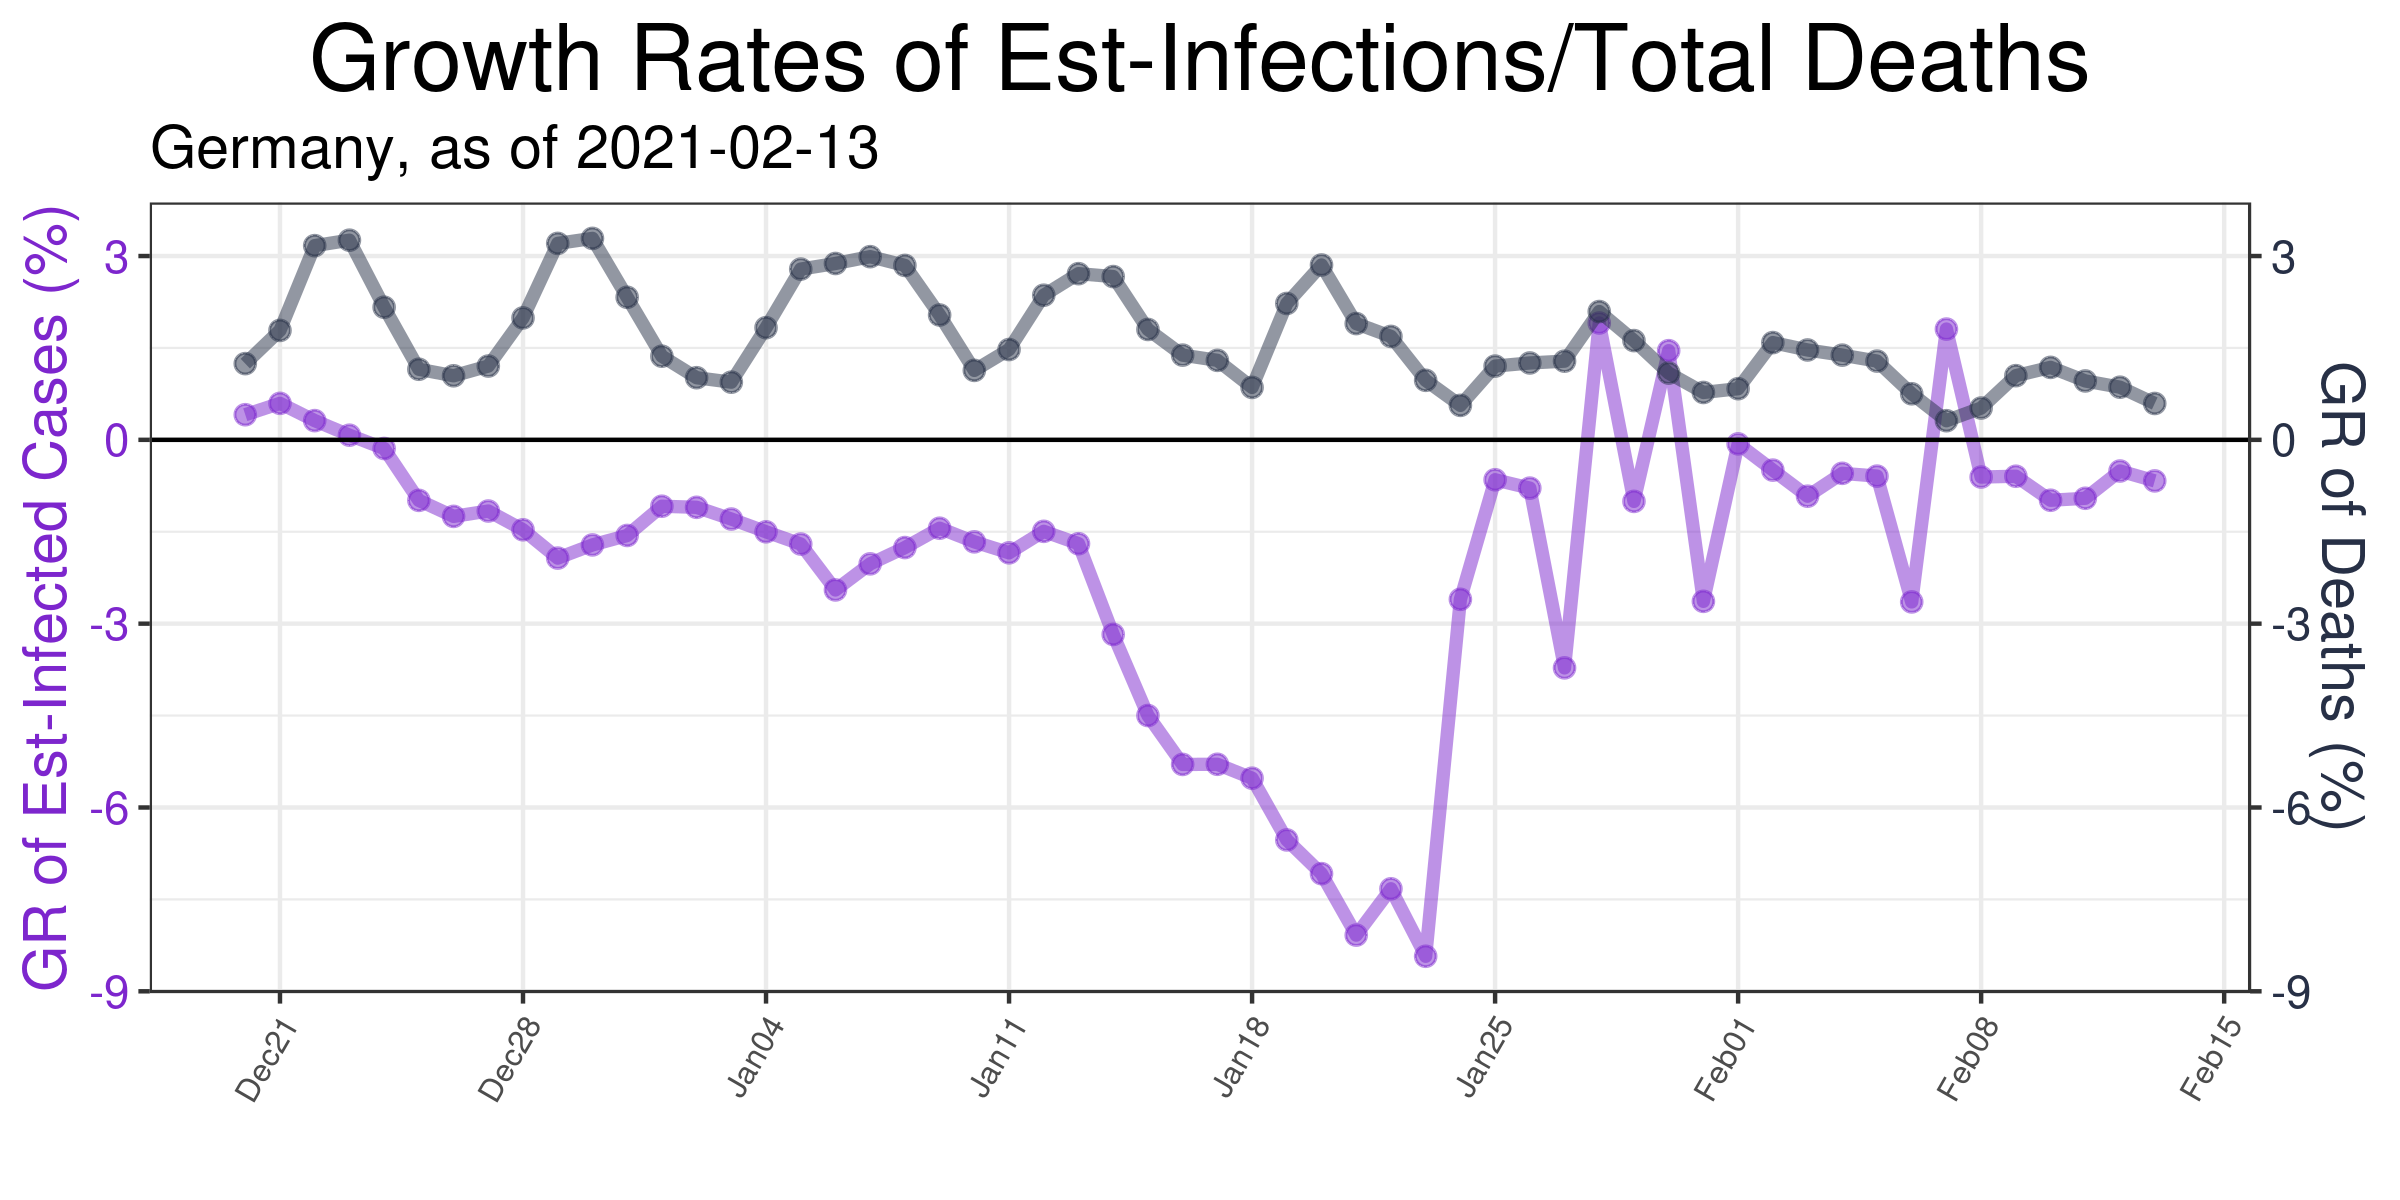 Growth Rates of Est-Infections/Total Deaths
Germany, as of 2021-02-13
GR of Est-Infected Cases (%)
3
0
-3
-6
-9
3
0
-3
-6
-9
GR of Deaths (%)
Dec21
Dec28
Jan04
Jan11
Jan18
Jan25
Feb01
Feb08
Feb15